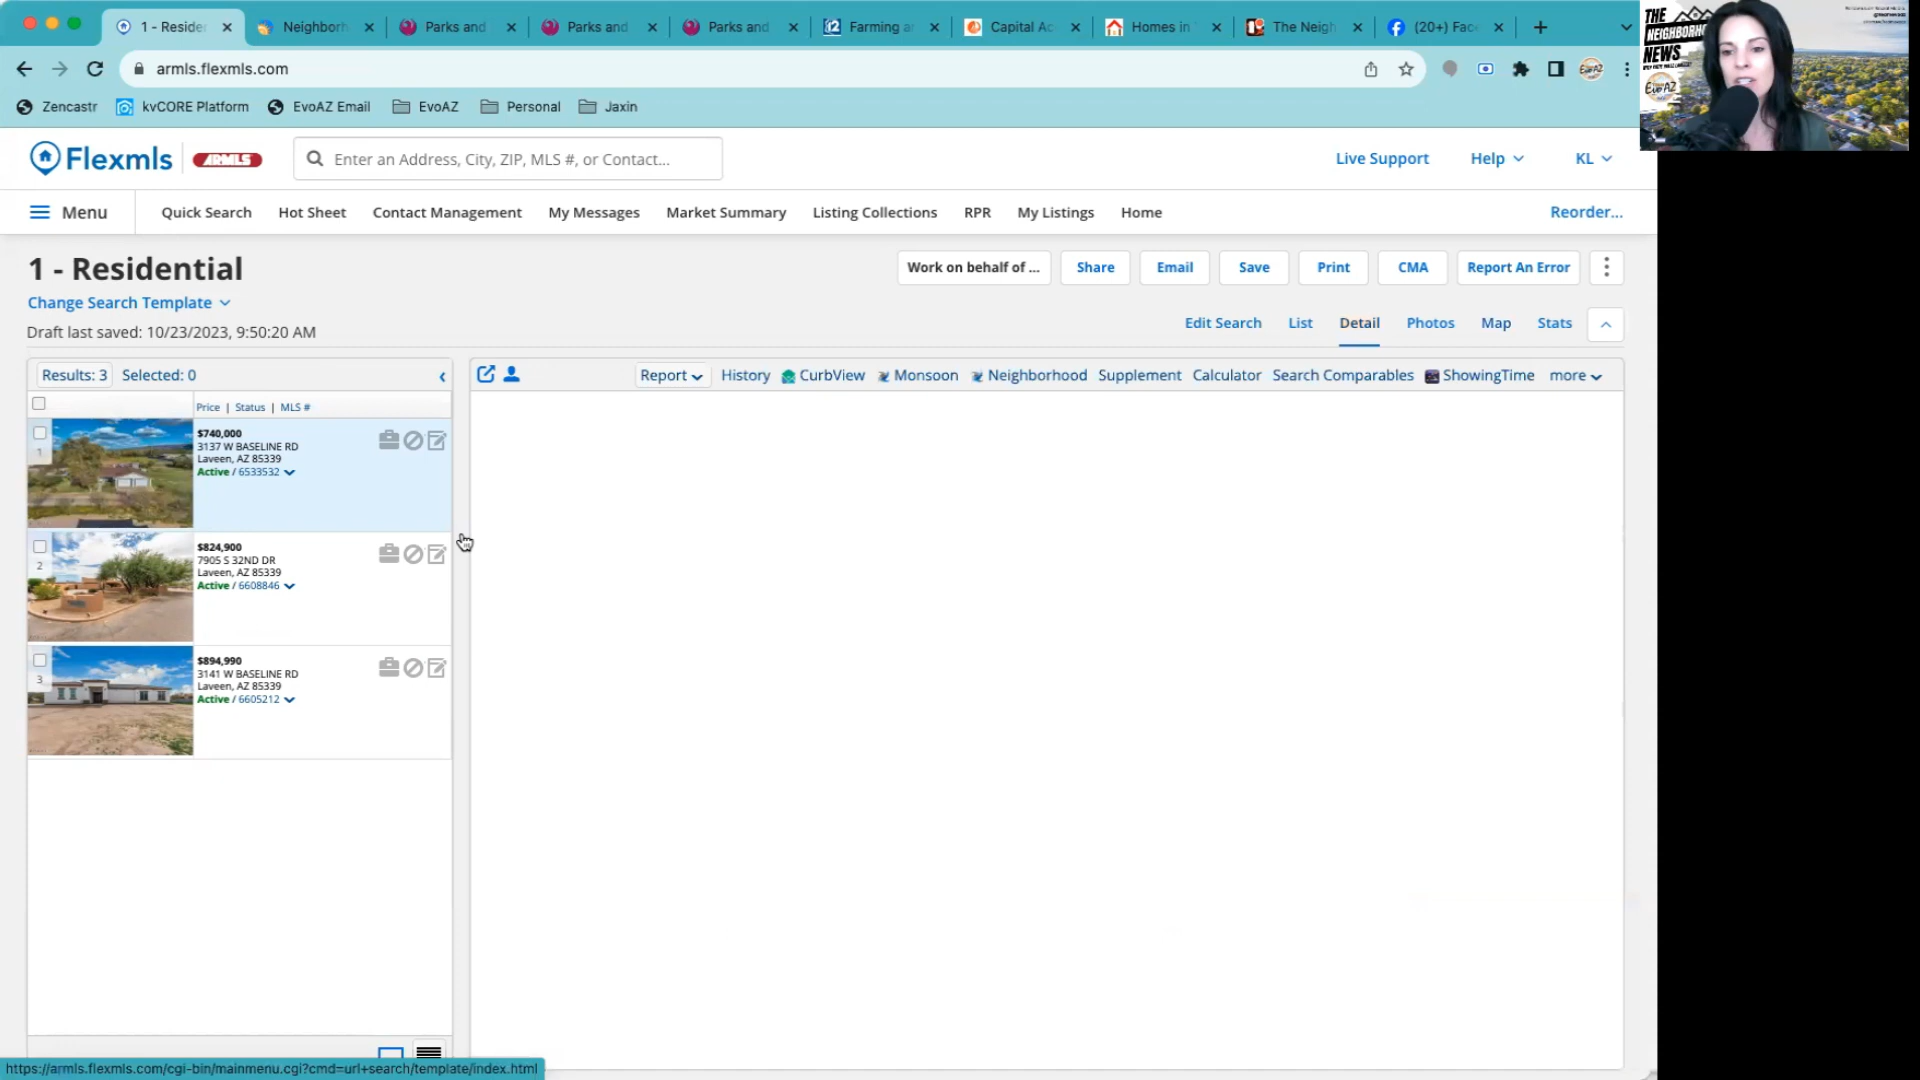 1 - Reside
Neighborh
Parks and
Parks and
Parks and
Farming a
Capital Ac
Homes in
The Neigh
(20+) Fac
armls.flexmls.com
Zencastr
kvCORE Platform
EvoAZ Email
EvoAZ
Personal
Jaxin
THE
NEIGHBORHO
NEWS
EvoAZ
Flexmls
ARMLS
Enter an Address, City, ZIP, MLS #, or Contact...
Live Support
Help
KL
Menu
Quick Search
Hot Sheet
Contact Management
My Messages
Market Summary
Listing Collections
RPR
My Listings
Home
Reorder...
1 - Residential
Work on behalf of ...
Share
Email
Save
Print
CMA
Report An Error
Change Search Template
Draft last saved: 10/23/2023, 9:50:20 AM
Edit Search
List
Detail
Photos
Map
Stats
Results: 3
Selected: 0
Report
History
CurbView
Monsoon
Neighborhood
Supplement
Calculator
Search Comparables
ShowingTime
more
Price | Status | MLS #
1
$740,000
3137 W BASELINE RD
Laveen, AZ 85339
Active / 6533532
2
$824,900
7905 S 32ND DR
Laveen, AZ 85339
Active / 6608846
3
$894,990
3141 W BASELINE RD
Laveen, AZ 85339
Active / 6605212
https://armls.flexmls.com/cgi-bin/mainmenu.cgi?cmd=url+search/template/index.html